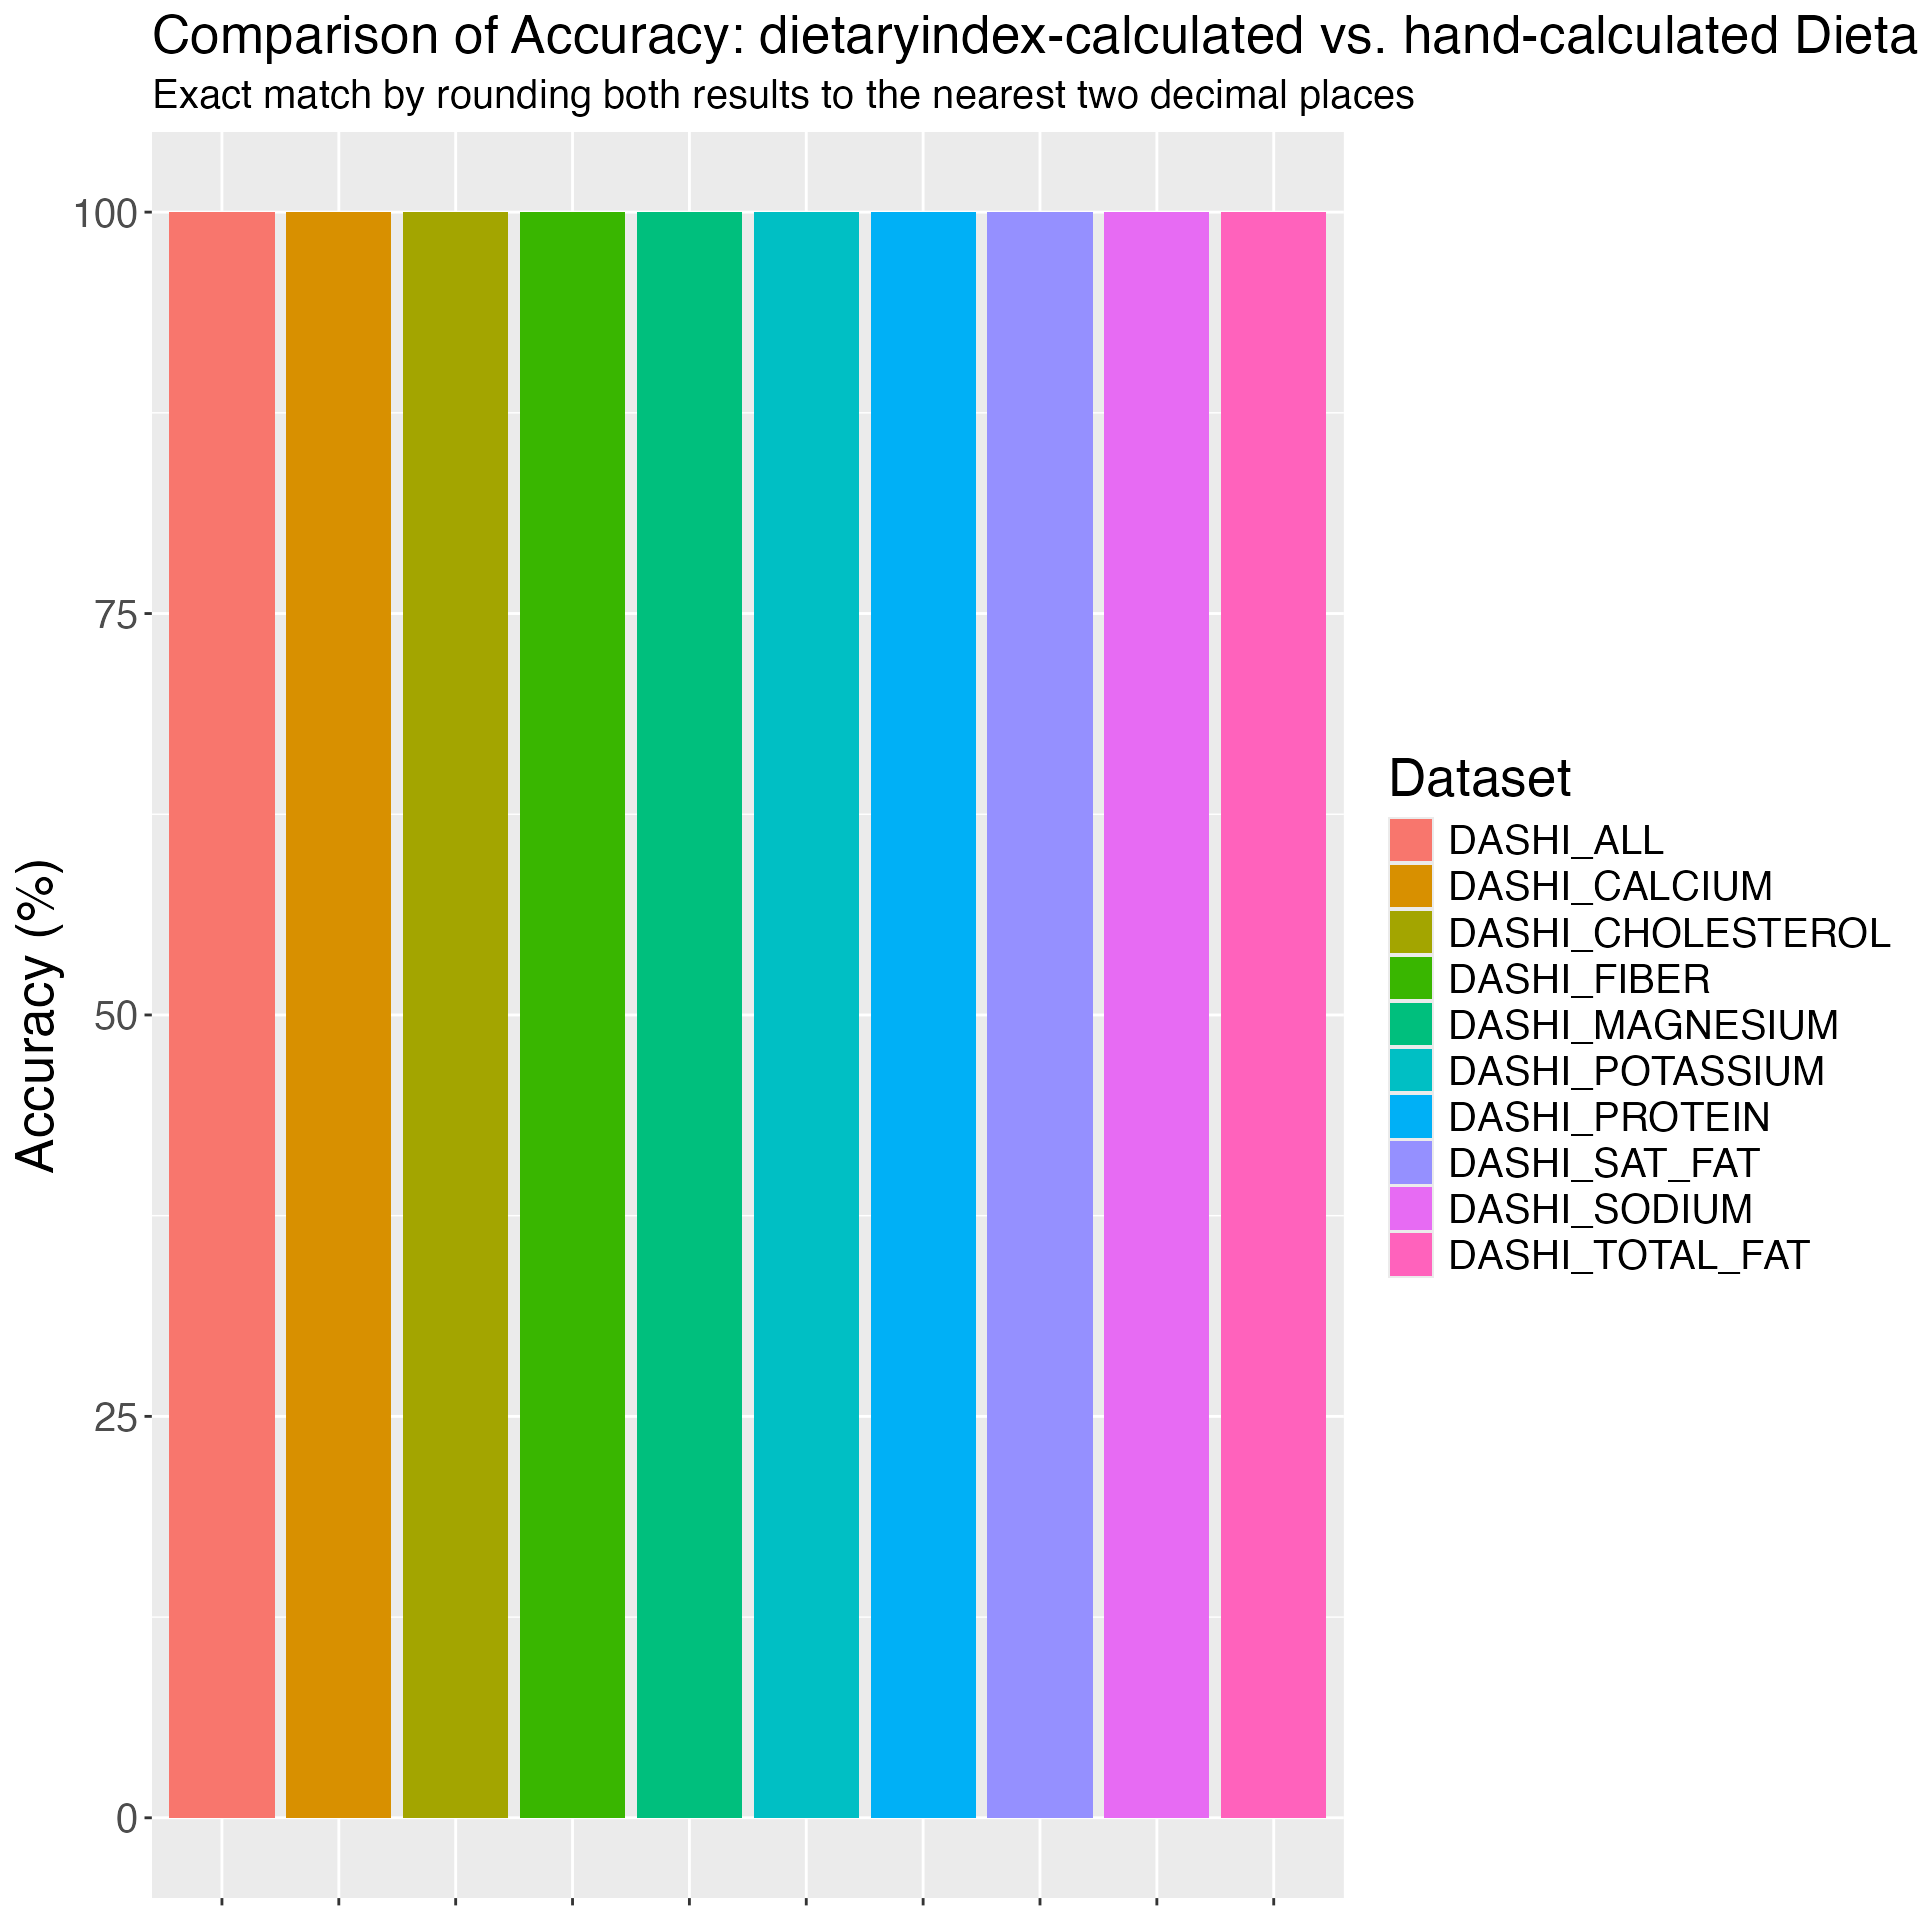 Comparison of Accuracy: dietaryindex-calculated vs. hand-calculated Dieta
Exact match by rounding both results to the nearest two decimal places
100
75
50
25
0
Accuracy (%)
Dataset
DASHI_ALL
DASHI_CALCIUM
DASHI_CHOLESTEROL
DASHI_FIBER
DASHI_MAGNESIUM
DASHI_POTASSIUM
DASHI_PROTEIN
DASHI_SAT_FAT
DASHI_SODIUM
DASHI_TOTAL_FAT